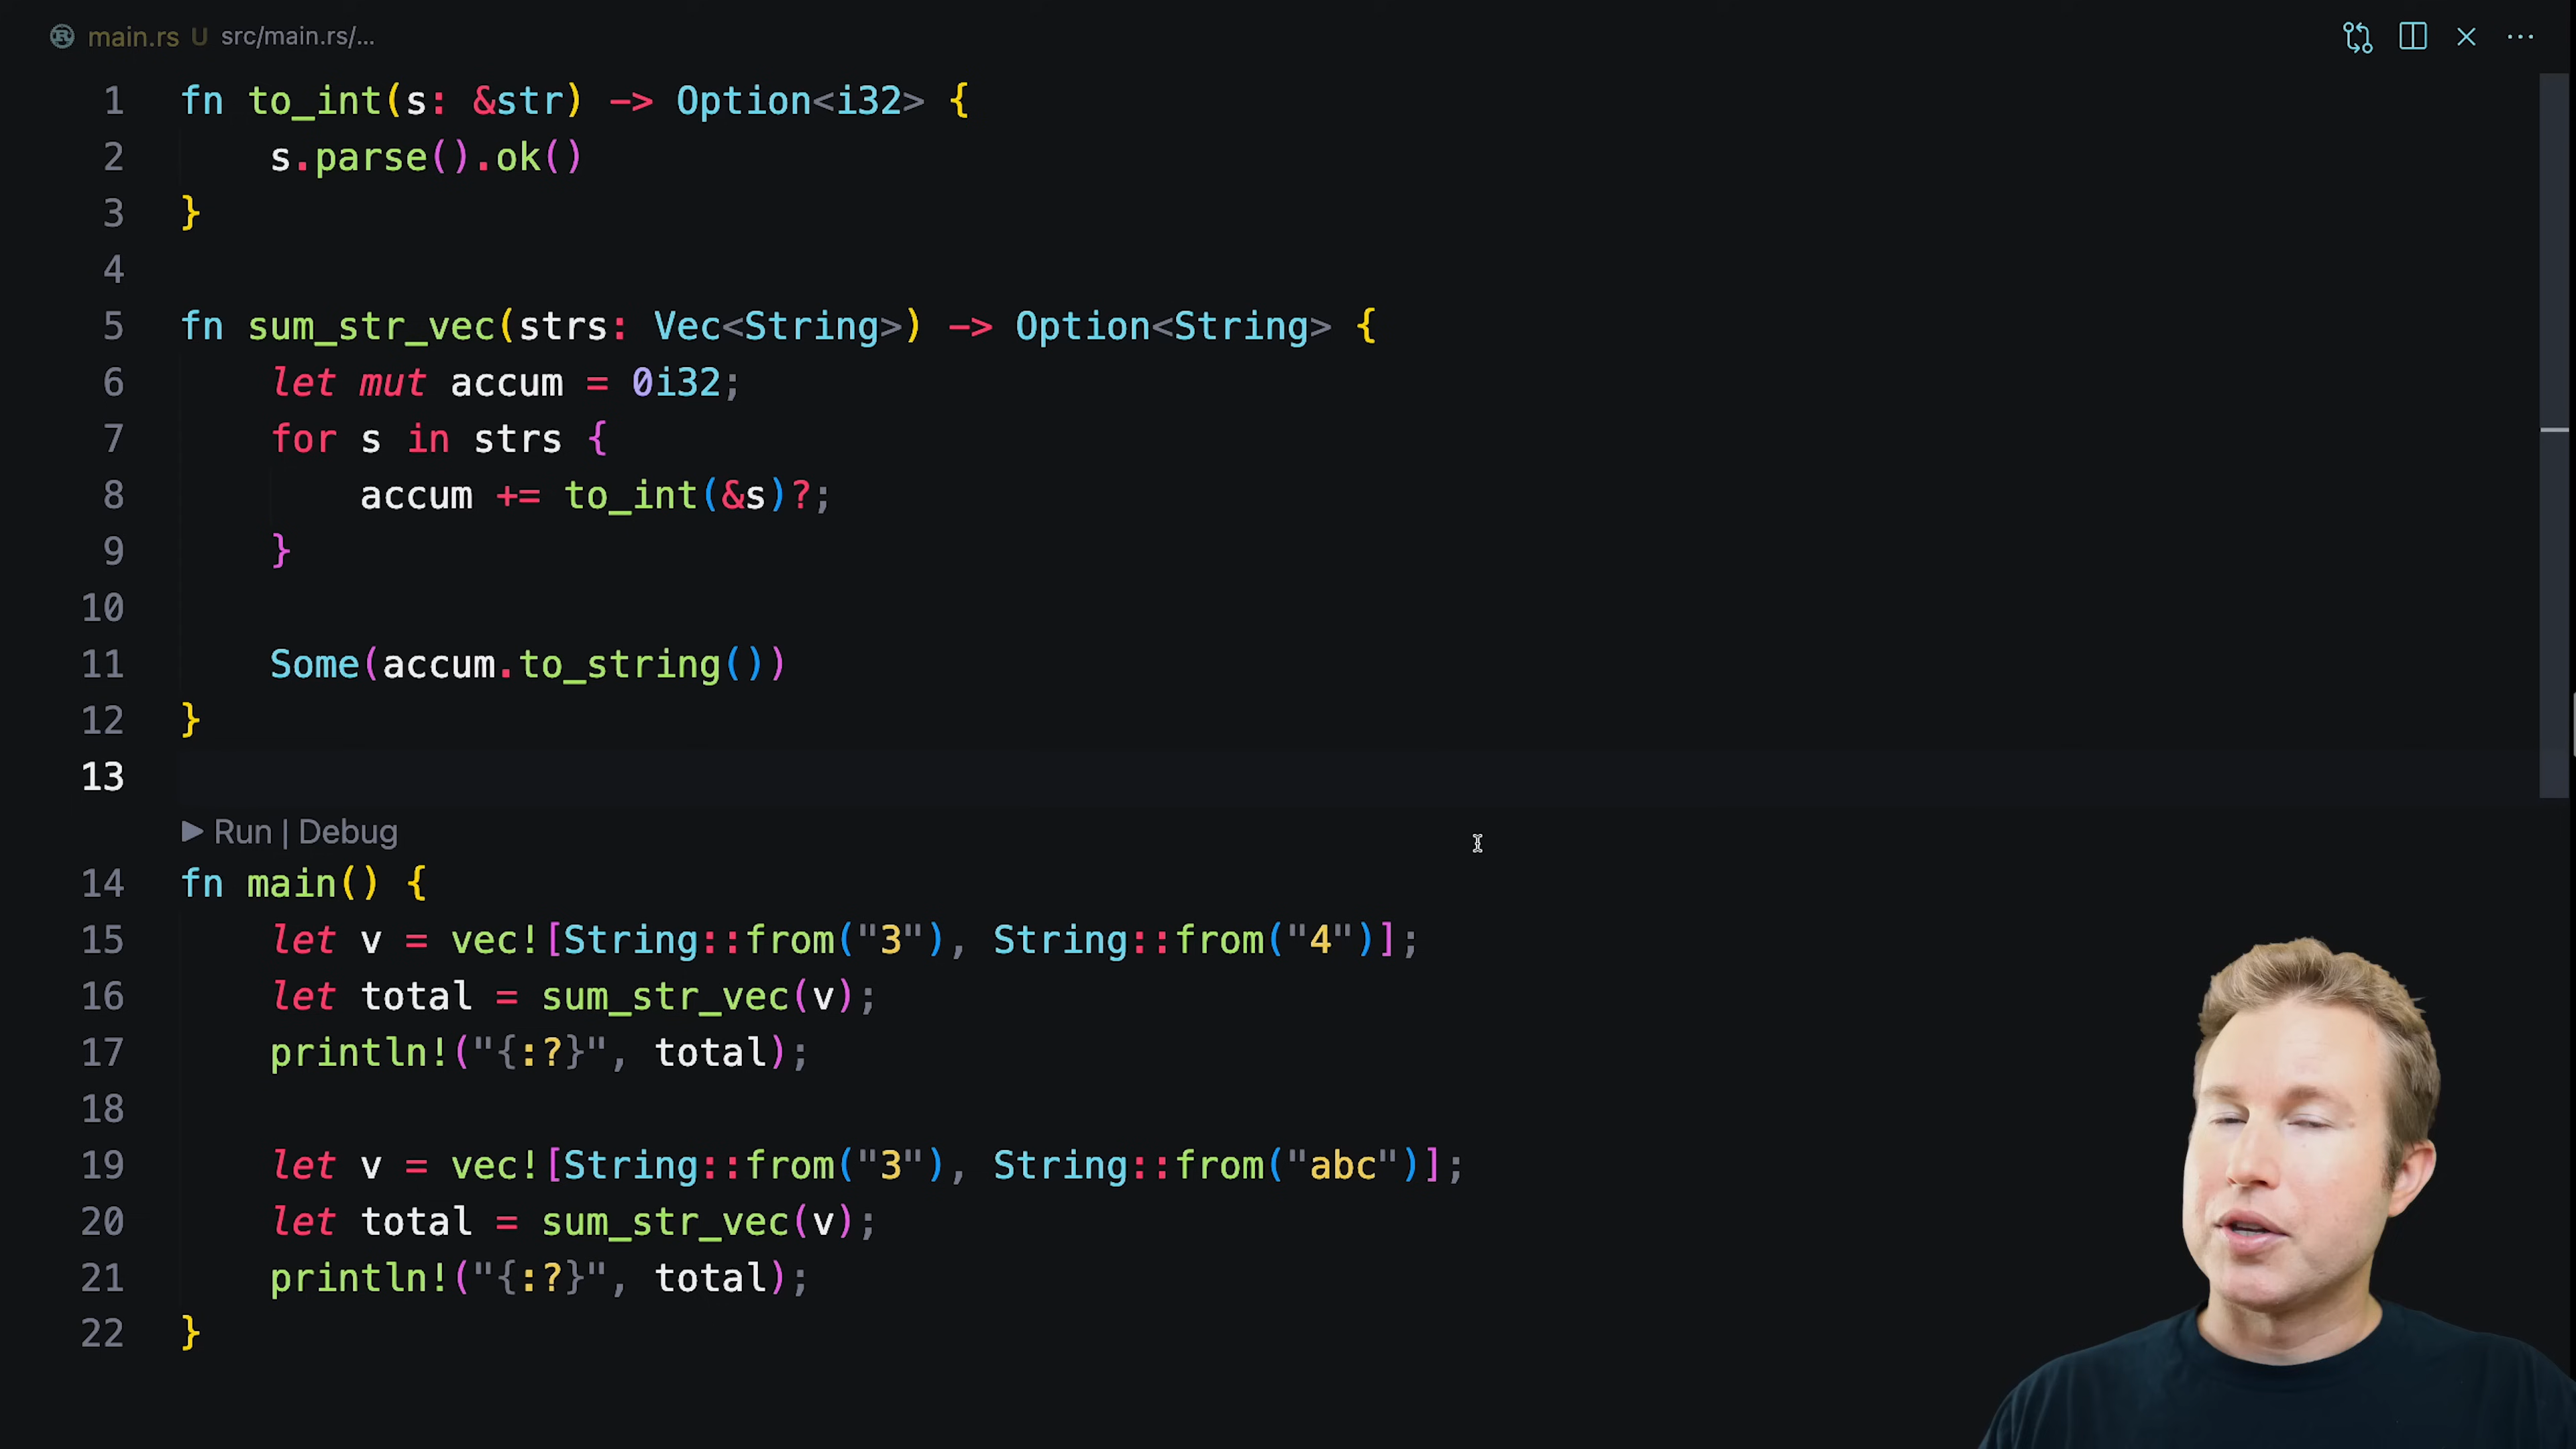 main.rs U src/main.rs/...
1 fn to_int(s: &str) -> Option<i32> {
2     s.parse().ok()
3 }
4
5 fn sum_str_vec(strs: Vec<String>) -> Option<String> {
6     let mut accum = 0i32;
7     for s in strs {
8         accum += to_int(&s)?;
9     }
10
11     Some(accum.to_string())
12 }
13
Run | Debug
14 fn main() {
15     let v = vec![String::from("3"), String::from("4")];
16     let total = sum_str_vec(v);
17     println!("{:?}", total);
18
19     let v = vec![String::from("3"), String::from("abc")];
20     let total = sum_str_vec(v);
21     println!("{:?}", total);
22 }